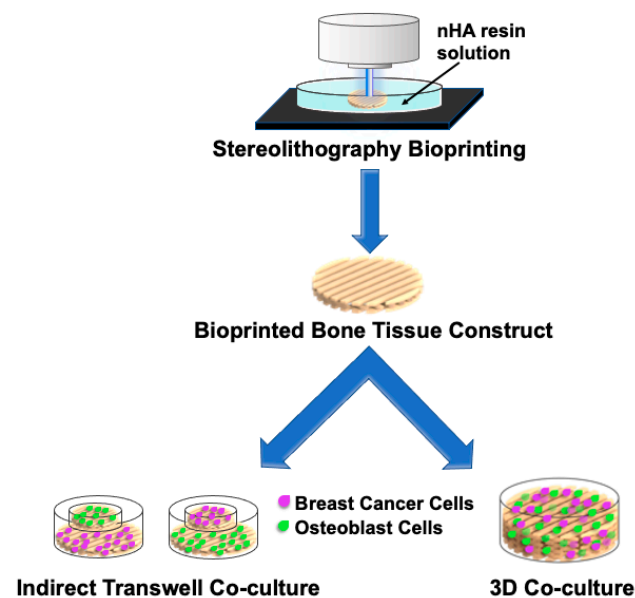 nHA resin
solution
Stereolithography Bioprinting
Bioprinted Bone Tissue Construct
Breast Cancer Cells
Osteoblast Cells
Indirect Transwell Co-culture
3D Co-culture